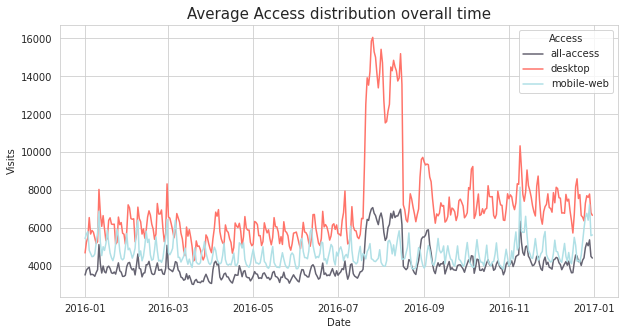 Average Access distribution overall time
Access
all-access
desktop
mobile-web
Visits
16000
14000
12000
10000
8000
6000
4000
2016-01
2016-03
2016-05
2016-07
2016-09
2016-11
2017-01
Date